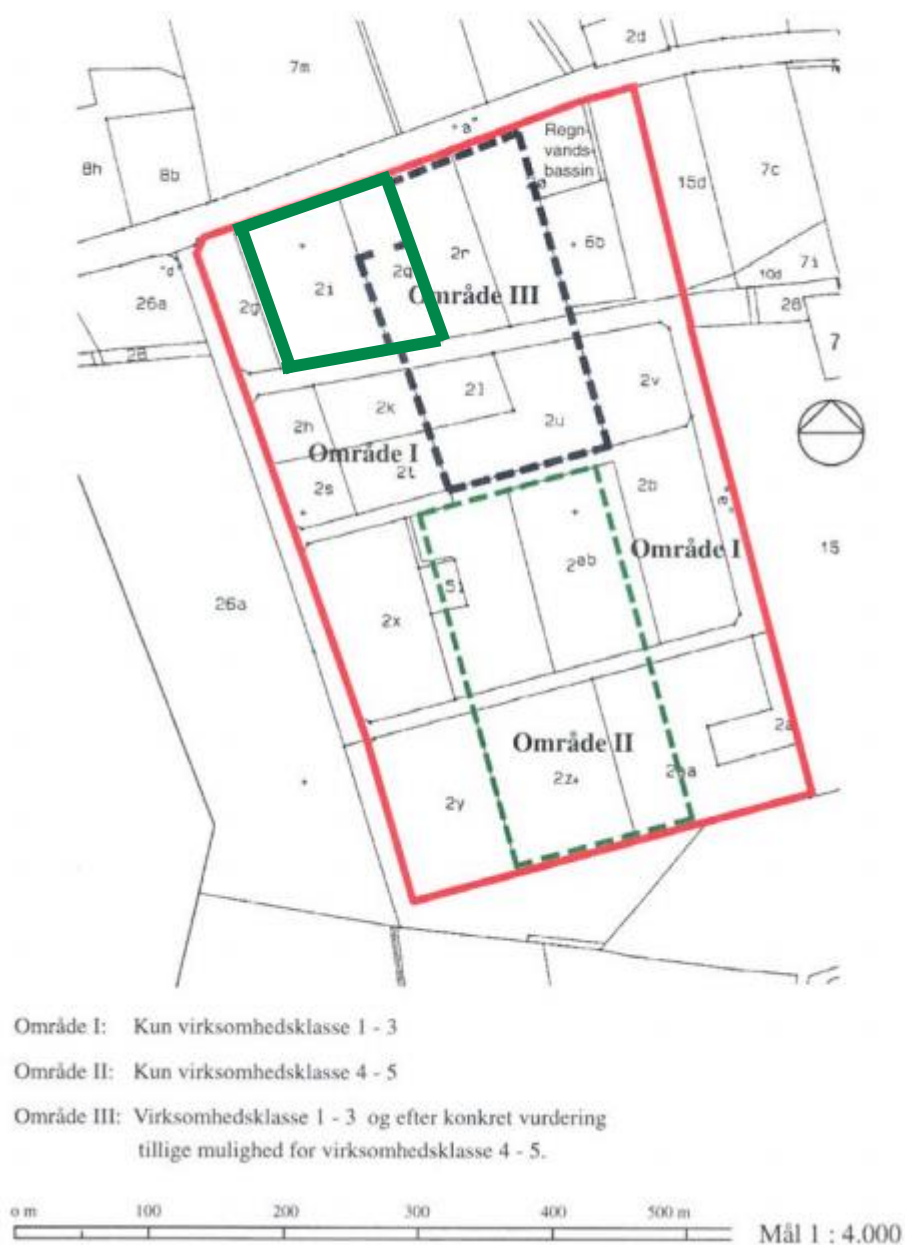 2d
7m
"a"
Regn-
vands-
bassin
8h
8b
15d
7c
"d"
2r
6b
7i
10d
26a
2g
2i
2q
Område III
28
28
7
2l
2v
2k
2h
2u
Område I
2t
2s
2b
"a"
2ab
Område I
15
5i
26a
2x
Område II
2z
2y
Område I: Kun virksomhedsklasse 1 - 3
Område II: Kun virksomhedsklasse 4 - 5
Område III: Virksomhedsklasse 1 - 3 og efter konkret vurdering
tillige mulighed for virksomhedsklasse 4 - 5.
o m 100 200 300 400 500 m
Mål 1 : 4.000